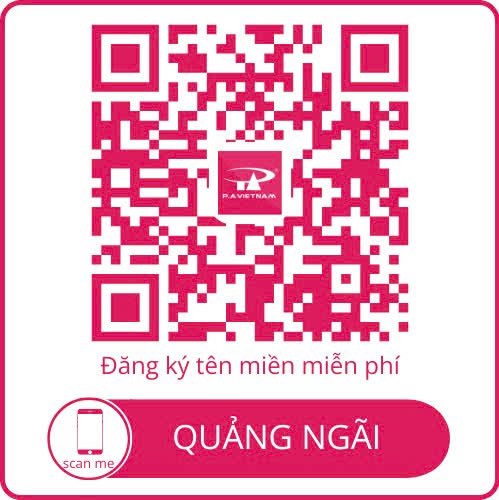 P.A VIETNAM
Đăng ký tên miền miễn phí
scan me
QUẢNG NGÃI